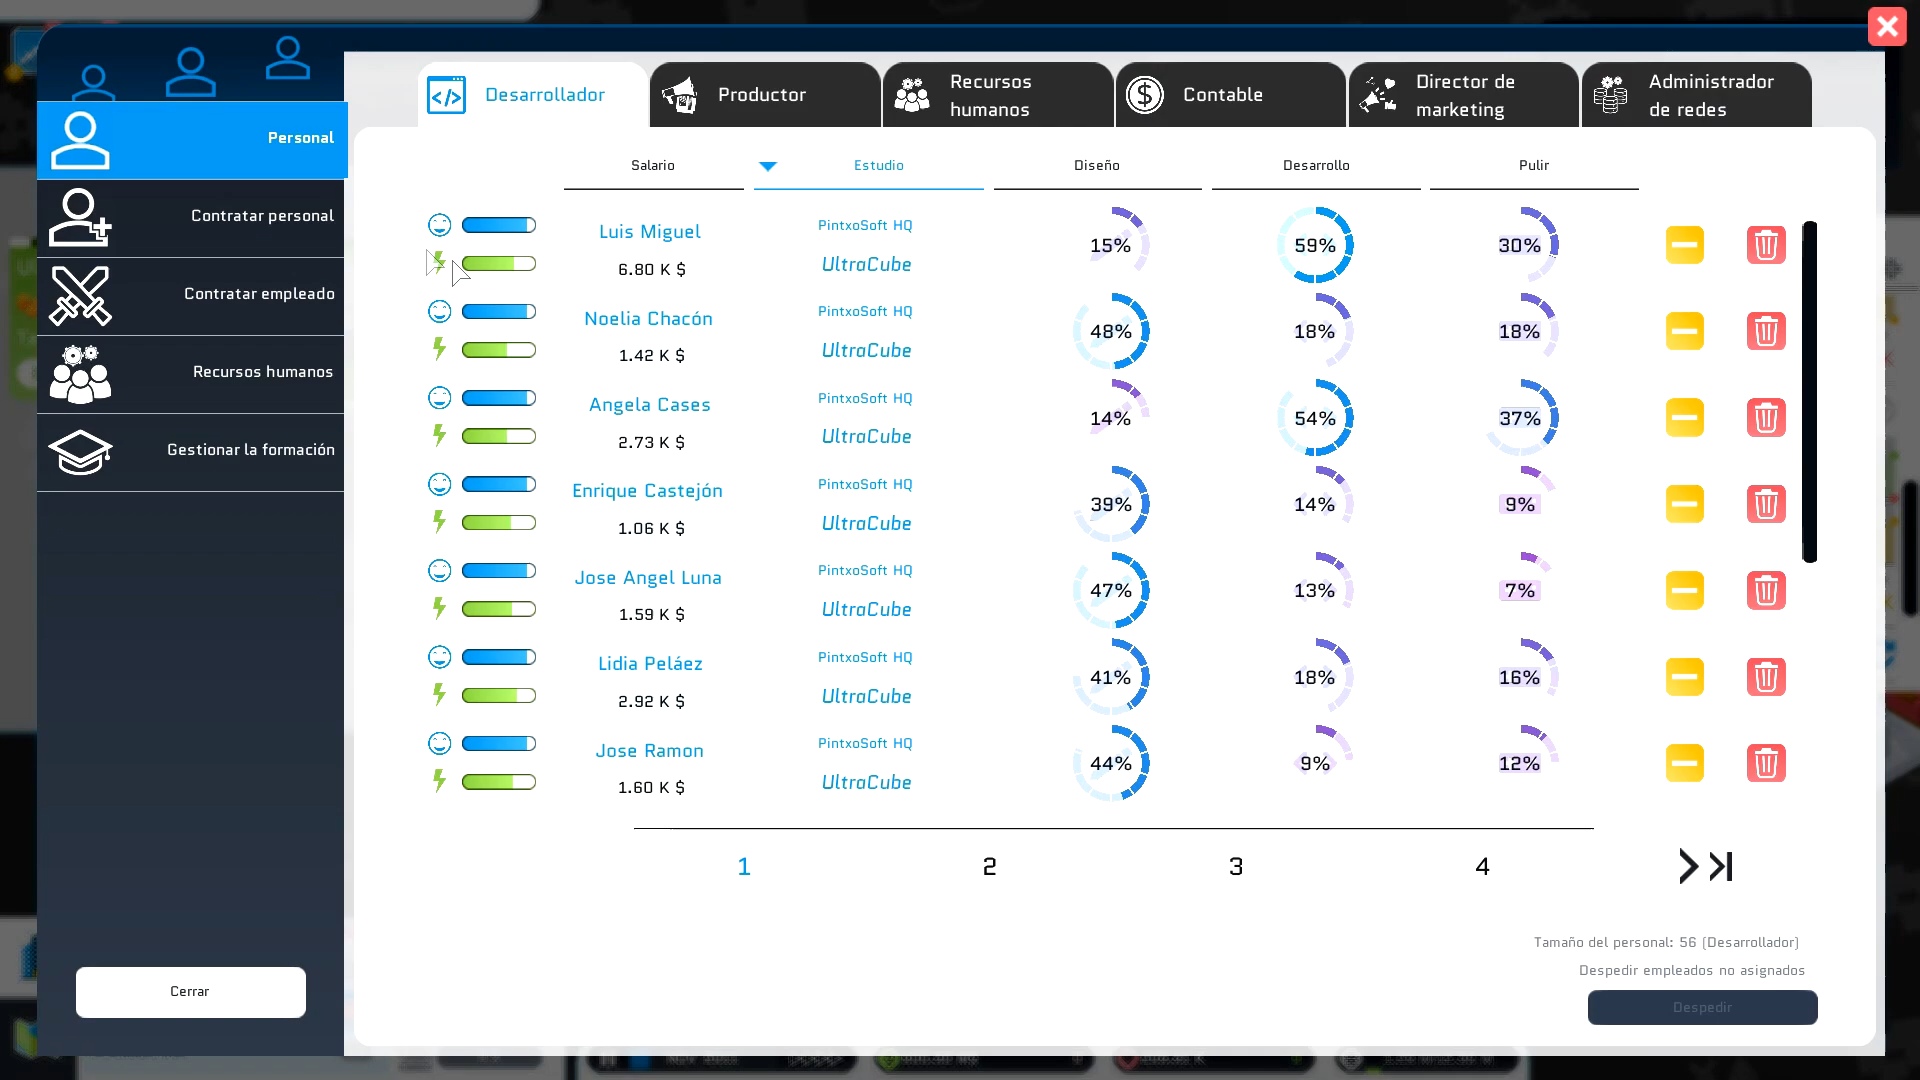 Desarrollador
Productor
Recursos
humanos
Contable
Director de
marketing
Administrador
de redes
Personal
Contratar personal
Contratar empleado
Recursos humanos
Gestionar la formación
Cerrar
Salario
Estudio
Diseño
Desarrollo
Pulir
Luis Miguel
6.80 K $
PintxoSoft HQ
UltraCube
15%
59%
30%
Noelia Chacón
1.42 K $
PintxoSoft HQ
UltraCube
48%
18%
18%
Angela Cases
2.73 K $
PintxoSoft HQ
UltraCube
14%
54%
37%
Enrique Castejón
1.06 K $
PintxoSoft HQ
UltraCube
39%
14%
9%
Jose Angel Luna
1.59 K $
PintxoSoft HQ
UltraCube
47%
13%
7%
Lidia Peláez
2.92 K $
PintxoSoft HQ
UltraCube
41%
18%
16%
Jose Ramon
1.60 K $
PintxoSoft HQ
UltraCube
44%
9%
12%
1 2 3 4
Tamaño del personal: 56 (Desarrollador)
Despedir empleados no asignados
Despedir